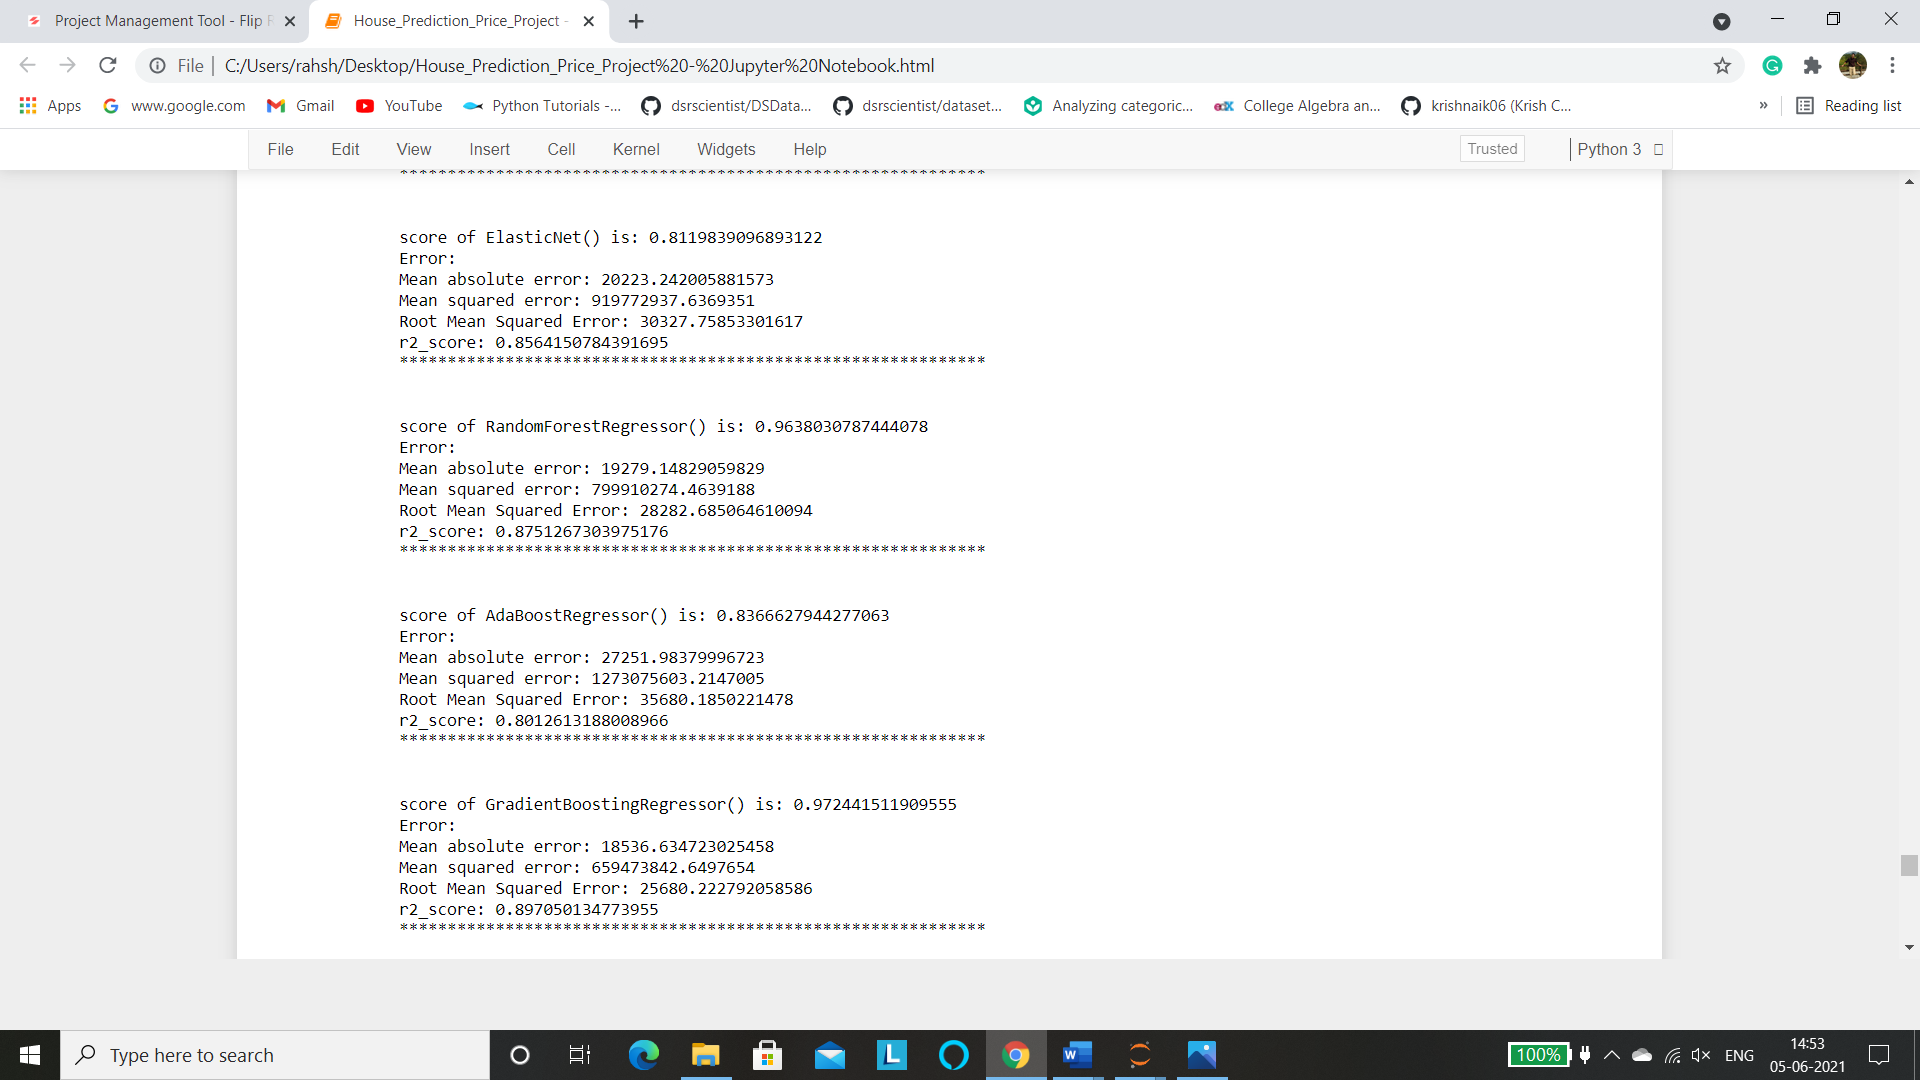 Project Management Tool - Flip R
House_Prediction_Price_Project -
File
C:/Users/rahsh/Desktop/House_Prediction_Price_Project%20-%20Jupyter%20Notebook.html
Apps
www.google.com
Gmail
YouTube
Python Tutorials -...
dsrscientist/DSData...
dsrscientist/dataset...
Analyzing categoric...
edX
College Algebra an...
krishnaik06 (Krish C...
»
Reading list
File
Edit
View
Insert
Cell
Kernel
Widgets
Help
Trusted
Python 3
*************************************************************
score of ElasticNet() is: 0.8119839096893122
Error:
Mean absolute error: 20223.242005881573
Mean squared error: 919772937.6369351
Root Mean Squared Error: 30327.75853301617
r2_score: 0.8564150784391695
*************************************************************
score of RandomForestRegressor() is: 0.9638030787444078
Error:
Mean absolute error: 19279.14829059829
Mean squared error: 799910274.4639188
Root Mean Squared Error: 28282.685064610094
r2_score: 0.8751267303975176
*************************************************************
score of AdaBoostRegressor() is: 0.8366627944277063
Error:
Mean absolute error: 27251.98379996723
Mean squared error: 1273075603.2147005
Root Mean Squared Error: 35680.1850221478
r2_score: 0.8012613188008966
*************************************************************
score of GradientBoostingRegressor() is: 0.972441511909555
Error:
Mean absolute error: 18536.634723025458
Mean squared error: 659473842.6497654
Root Mean Squared Error: 25680.222792058586
r2_score: 0.897050134773955
*************************************************************
Type here to search
L
W
100%
ENG
14:53
05-06-2021